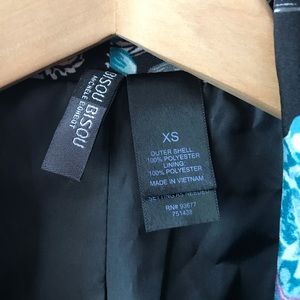 BISOU BISOU
MICHELE BOHBOT
XS
OUTER SHELL:
100% POLYESTER
LINING:
100% POLYESTER
MADE IN VIETNAM
RN# 93677
751438